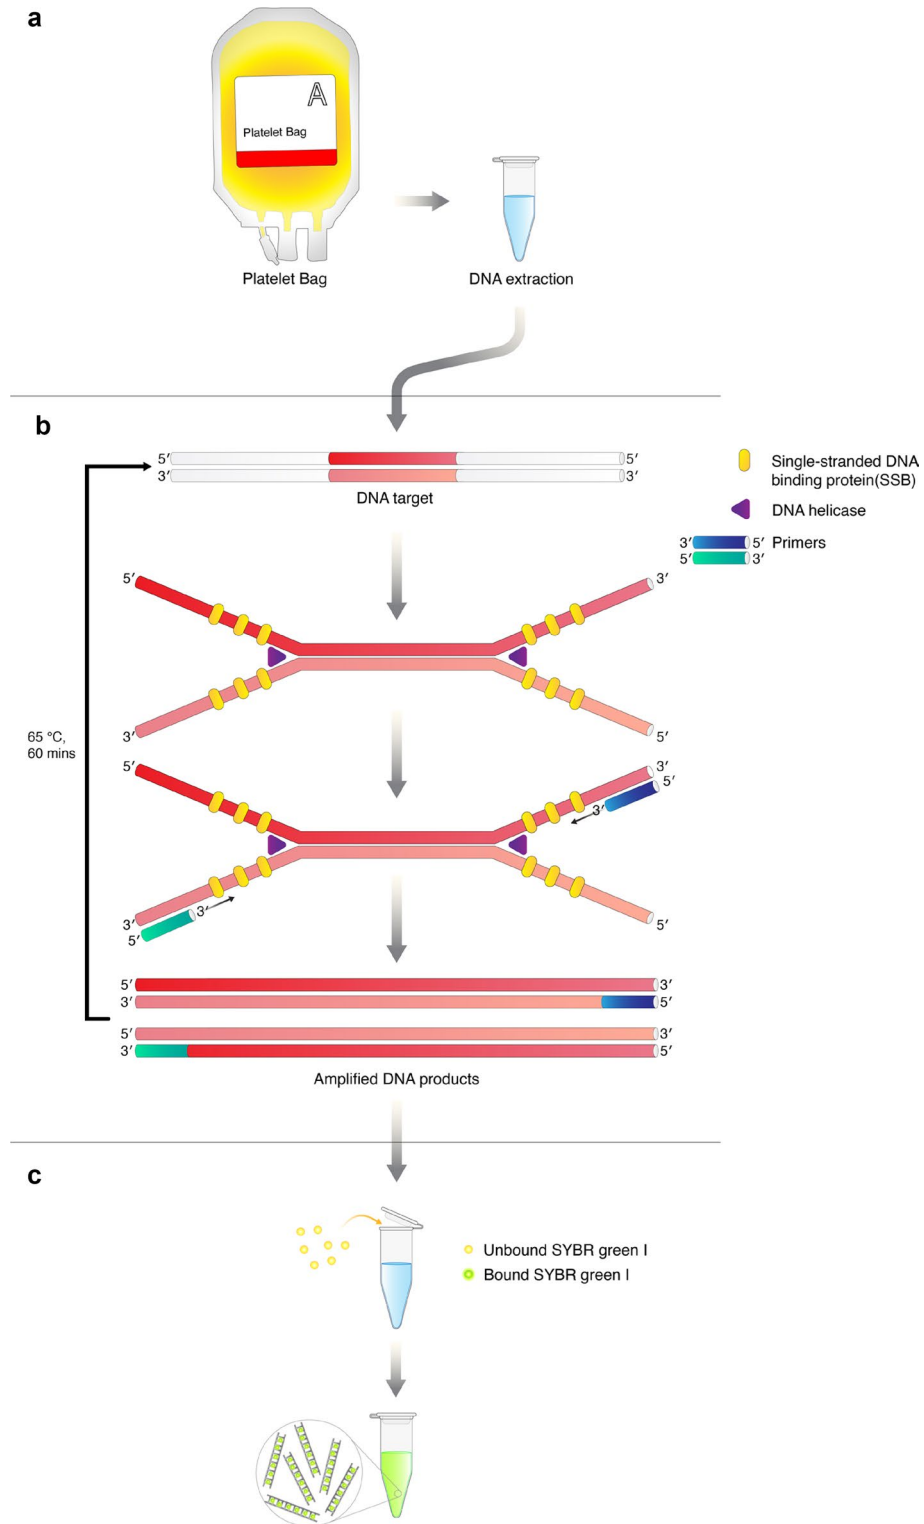 a
A
Platelet Bag
Platelet Bag
DNA extraction
b
5′ 5′
3′ 3′
DNA target
Single-stranded DNA
binding protein(SSB)
DNA helicase
3′ 5′ Primers
5′ 3′
5′ 3′
3′ 5′
65 °C,
60 mins
5′ 3′
5′
3′
3′
3′
5′
5′
5′ 3′
3′ 5′
5′ 3′
3′ 5′
Amplified DNA products
c
Unbound SYBR green I
Bound SYBR green I